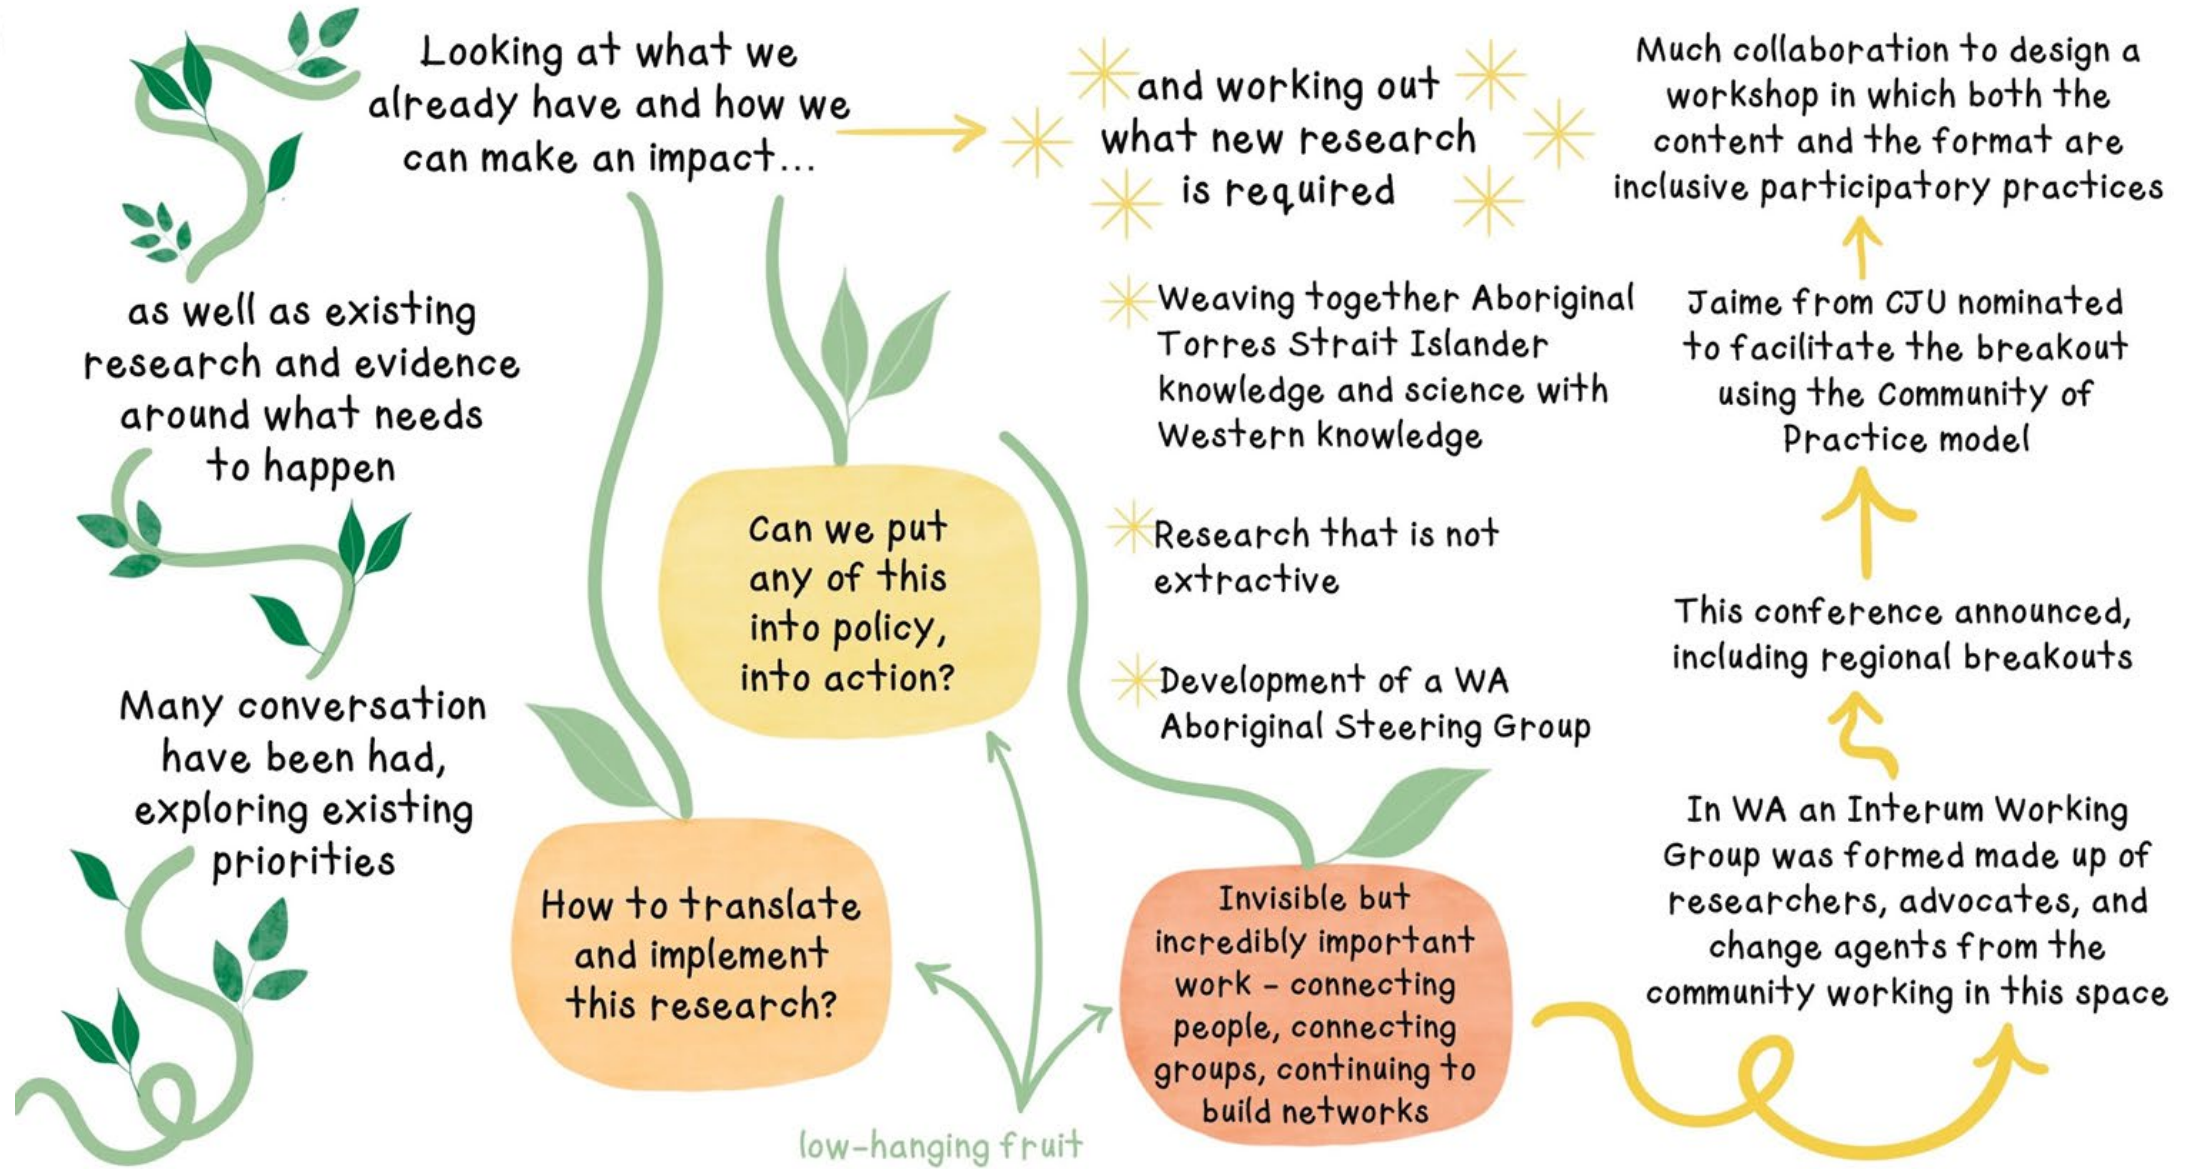 Many conversation
have been had,
exploring existing
priorities
as well as existing
research and evidence
around what needs
to happen
Looking at what we
already have and how we
can make an impact...
Can we put
any of this
into policy,
into action?
How to translate
and implement
this research?
Invisible but
incredibly important
work – connecting
people, connecting
groups, continuing to
build networks
low-hanging fruit
and working out
what new research
is required
Weaving together Aboriginal
Torres Strait Islander
knowledge and science with
Western knowledge
Research that is not
extractive
Development of a WA
Aboriginal Steering Group
In WA an Interum Working
Group was formed made up of
researchers, advocates, and
change agents from the
community working in this space
This conference announced,
including regional breakouts
Jaime from CJU nominated
to facilitate the breakout
using the Community of
Practice model
Much collaboration to design a
workshop in which both the
content and the format are
inclusive participatory practices